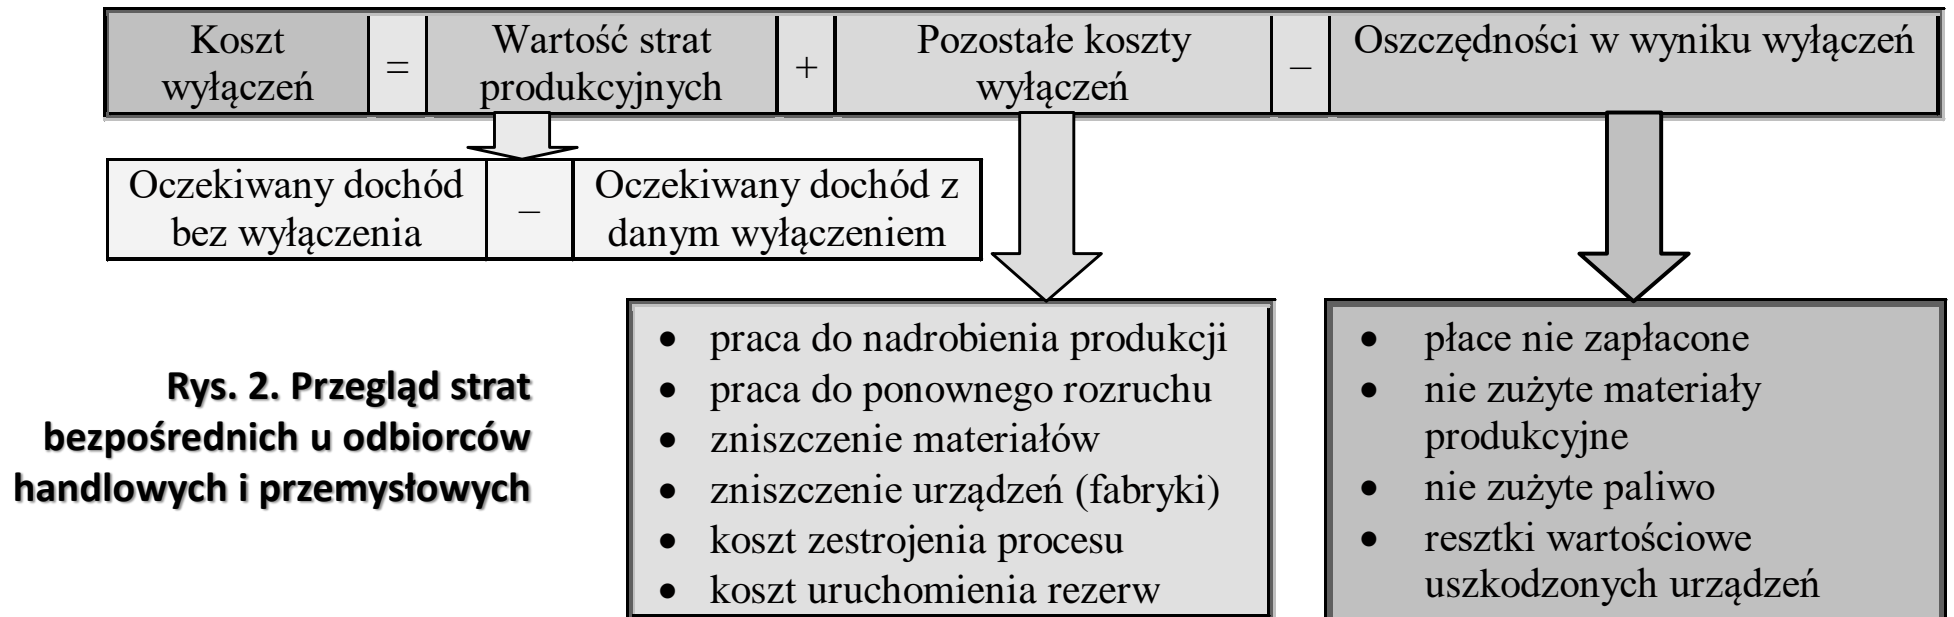 Koszt
wyłączeń
=
Wartość strat
produkcyjnych
+
Pozostałe koszty
wyłączeń
–
Oszczędności w wyniku wyłączeń
Oczekiwany dochód
bez wyłączenia
–
Oczekiwany dochód z
danym wyłączeniem
Rys. 2. Przegląd strat
bezpośrednich u odbiorców
handlowych i przemysłowych
• praca do nadrobienia produkcji
• praca do ponownego rozruchu
• zniszczenie materiałów
• zniszczenie urządzeń (fabryki)
• koszt zestrojenia procesu
• koszt uruchomienia rezerw
• płace nie zapłacone
• nie zużyte materiały
produkcyjne
• nie zużyte paliwo
• resztki wartościowe
uszkodzonych urządzeń